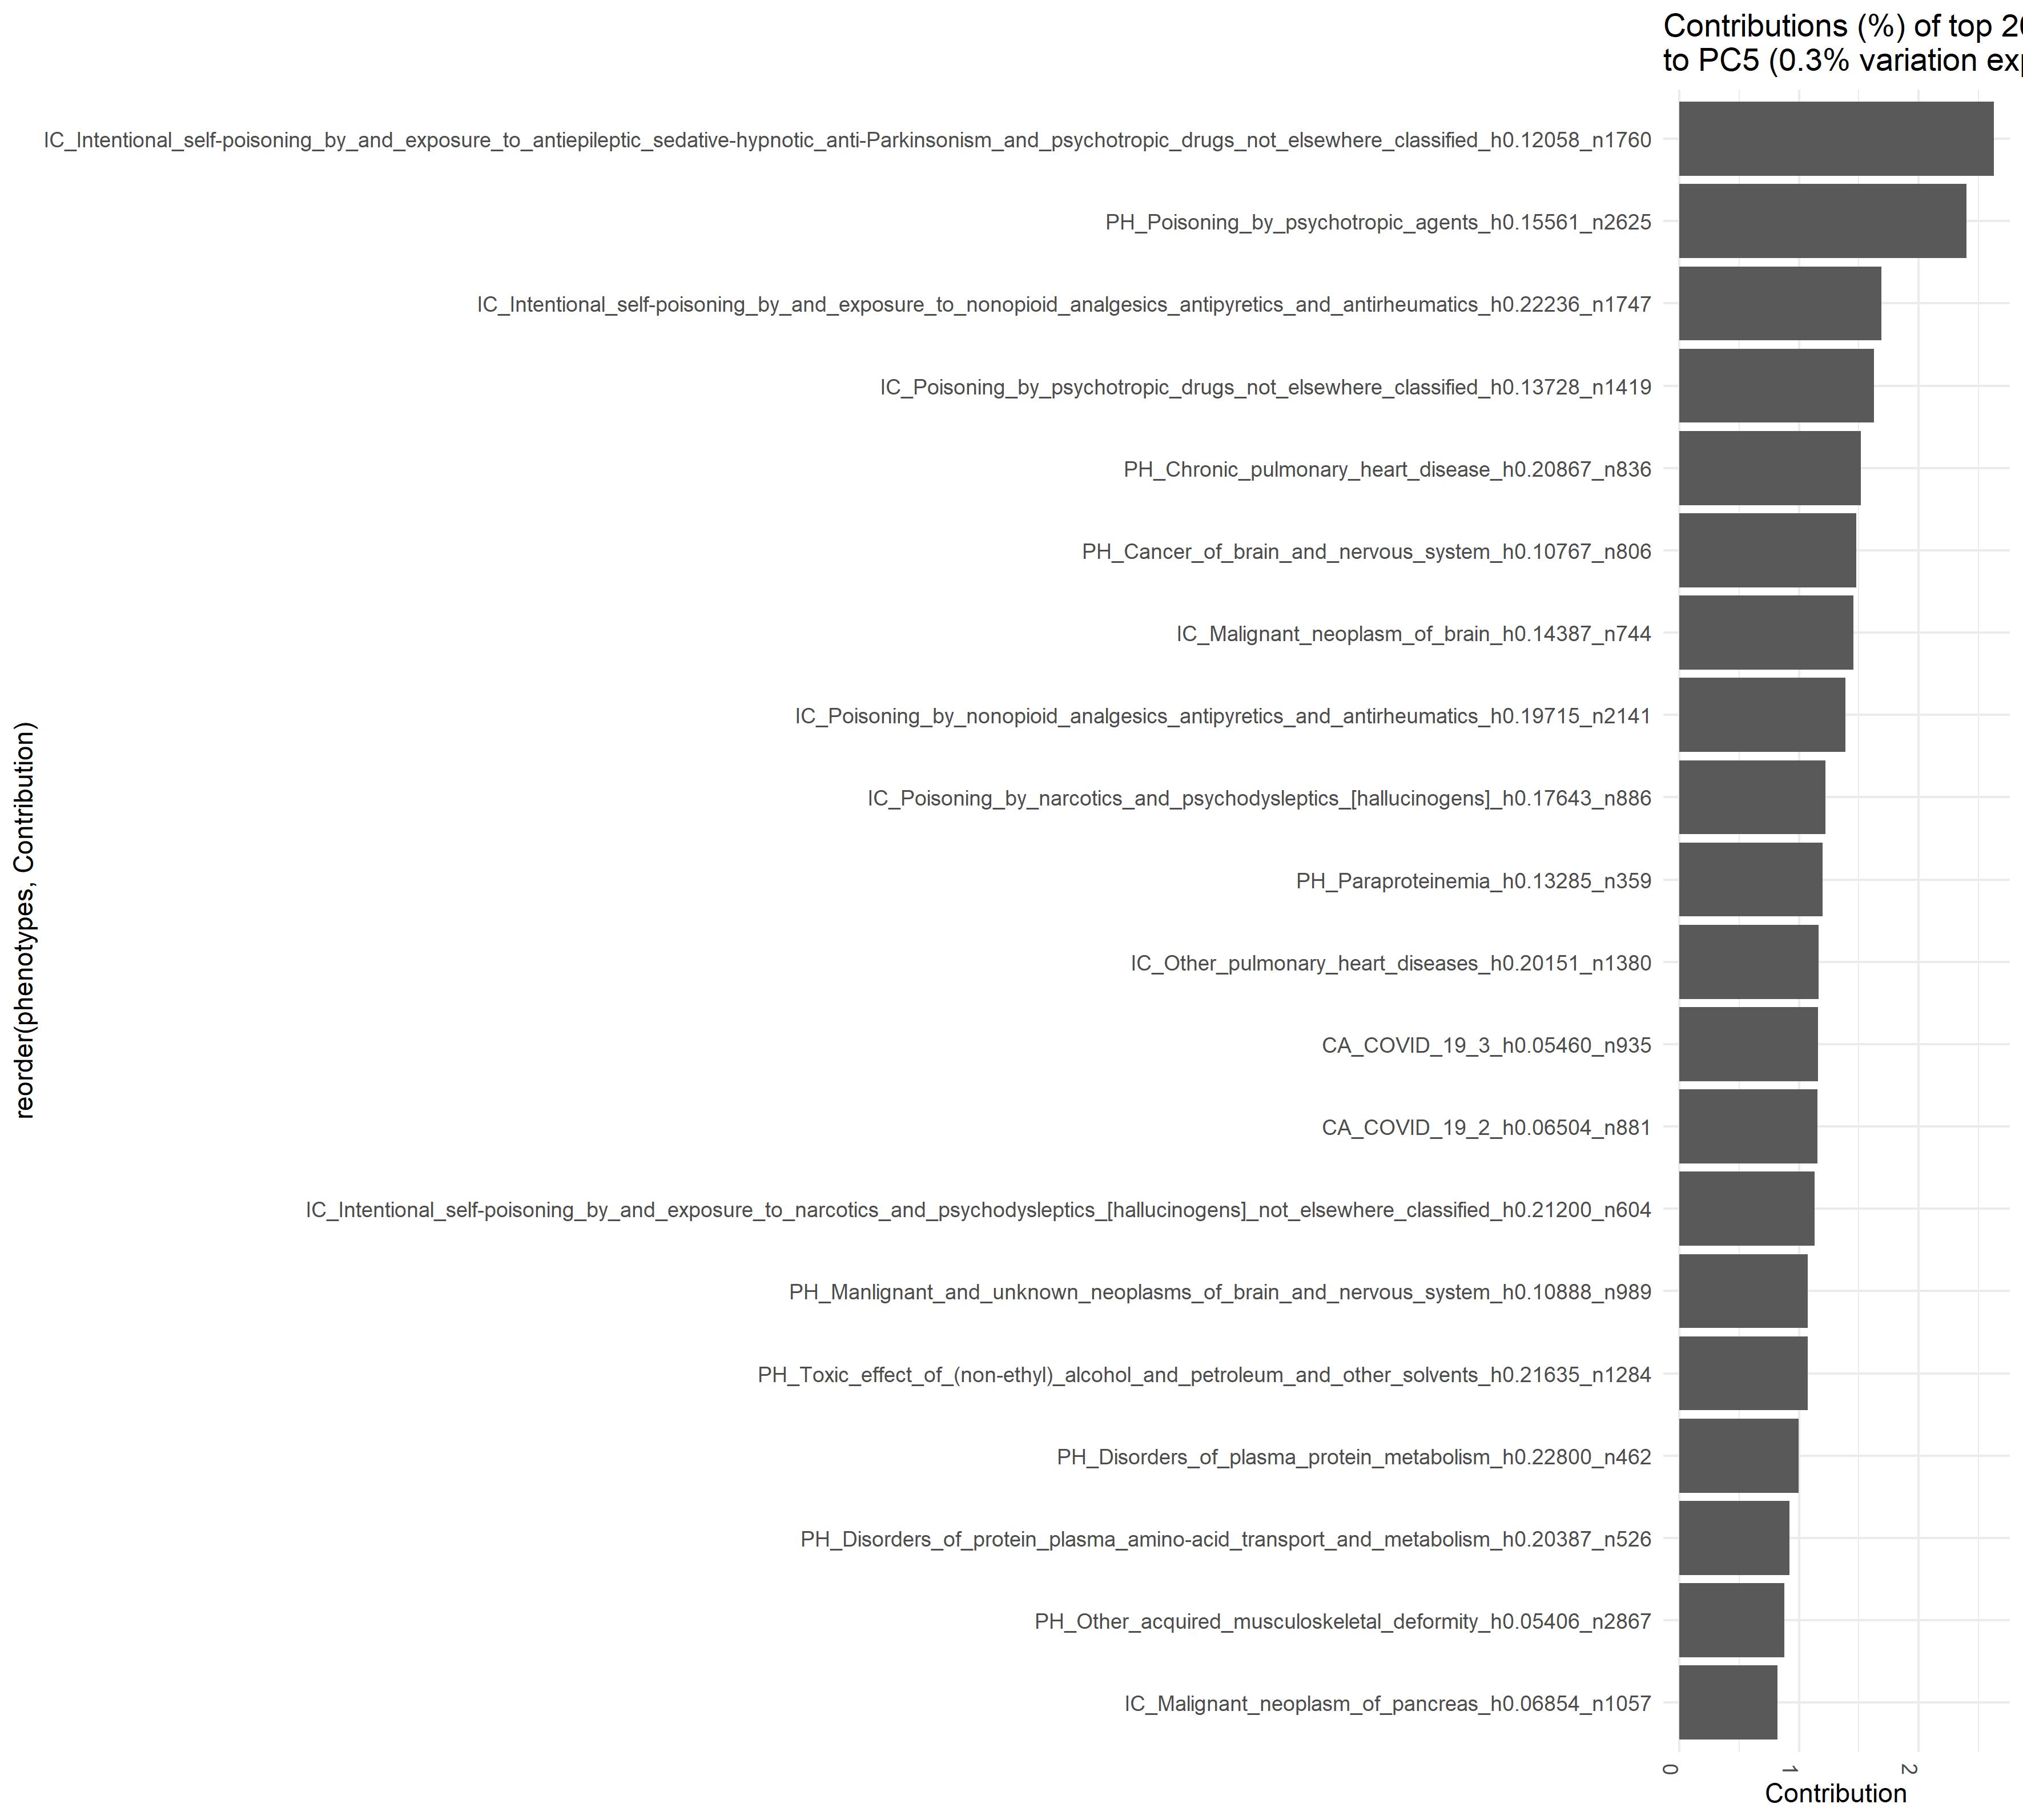 Contributions (%) of top 20
to PC5 (0.3% variation exp
IC_Intentional_self-poisoning_by_and_exposure_to_antiepileptic_sedative-hypnotic_anti-Parkinsonism_and_psychotropic_drugs_not_elsewhere_classified_h0.12058_n1760
PH_Poisoning_by_psychotropic_agents_h0.15561_n2625
IC_Intentional_self-poisoning_by_and_exposure_to_nonopioid_analgesics_antipyretics_and_antirheumatics_h0.22236_n1747
IC_Poisoning_by_psychotropic_drugs_not_elsewhere_classified_h0.13728_n1419
PH_Chronic_pulmonary_heart_disease_h0.20867_n836
PH_Cancer_of_brain_and_nervous_system_h0.10767_n806
IC_Malignant_neoplasm_of_brain_h0.14387_n744
IC_Poisoning_by_nonopioid_analgesics_antipyretics_and_antirheumatics_h0.19715_n2141
IC_Poisoning_by_narcotics_and_psychodysleptics_[hallucinogens]_h0.17643_n886
PH_Paraproteinemia_h0.13285_n359
IC_Other_pulmonary_heart_diseases_h0.20151_n1380
CA_COVID_19_3_h0.05460_n935
CA_COVID_19_2_h0.06504_n881
IC_Intentional_self-poisoning_by_and_exposure_to_narcotics_and_psychodysleptics_[hallucinogens]_not_elsewhere_classified_h0.21200_n604
PH_Manlignant_and_unknown_neoplasms_of_brain_and_nervous_system_h0.10888_n989
PH_Toxic_effect_of_(non-ethyl)_alcohol_and_petroleum_and_other_solvents_h0.21635_n1284
PH_Disorders_of_plasma_protein_metabolism_h0.22800_n462
PH_Disorders_of_protein_plasma_amino-acid_transport_and_metabolism_h0.20387_n526
PH_Other_acquired_musculoskeletal_deformity_h0.05406_n2867
IC_Malignant_neoplasm_of_pancreas_h0.06854_n1057
reorder(phenotypes, Contribution)
0 1 2
Contribution